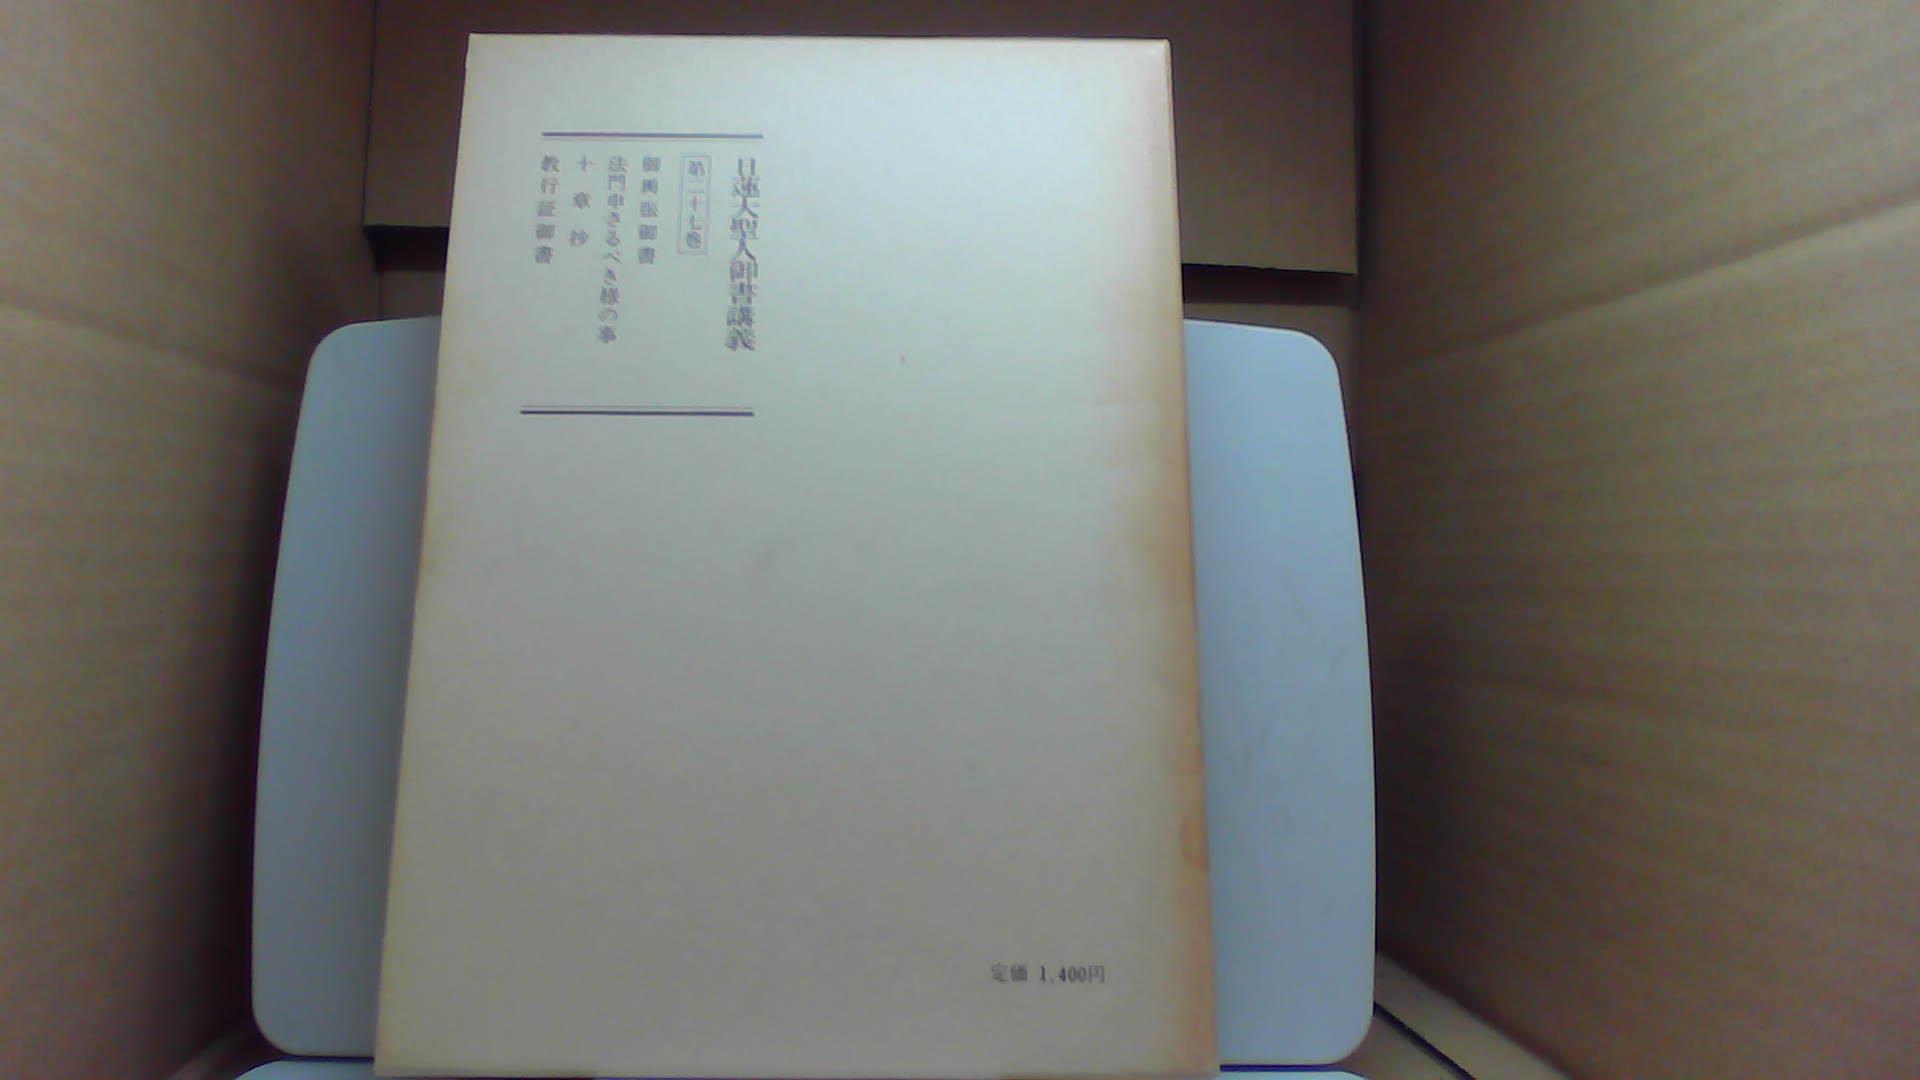 日蓮大聖人御書講義
第二十七巻
御輿振御書
法門申さるべき様の事
十章抄
教行証御書
定価 1,400円